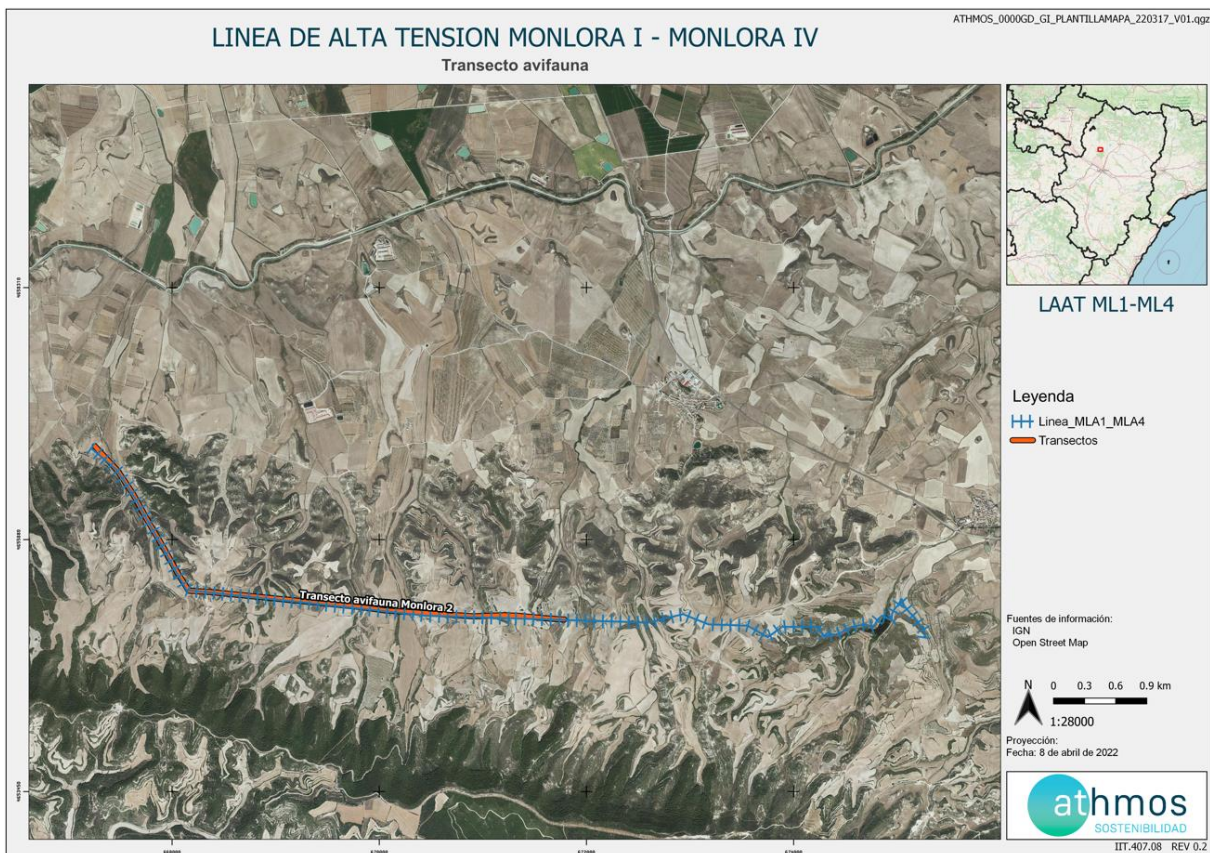 ATHMOS_0000GD_GI_PLANTILLAMAPA_220317_V01.qgz
LINEA DE ALTA TENSION MONLORA I - MONLORA IV
Transecto avifauna
LAAT ML1-ML4
Leyenda
Linea_MLA1_MLA4
Transectos
Transecto avifauna Monlora 2
Fuentes de información:
IGN
Open Street Map
N
0 0.3 0.6 0.9 km
1:28000
Proyección:
Fecha: 8 de abril de 2022
athmos
SOSTENIBILIDAD
IIT.407.08 REV 0.2